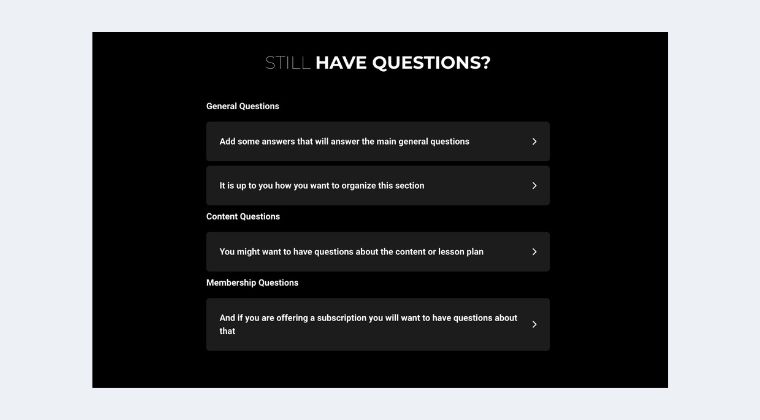 STILL HAVE QUESTIONS?
General Questions
Add some answers that will answer the main general questions
It is up to you how you want to organize this section
Content Questions
You might want to have questions about the content or lesson plan
Membership Questions
And if you are offering a subscription you will want to have questions about
that